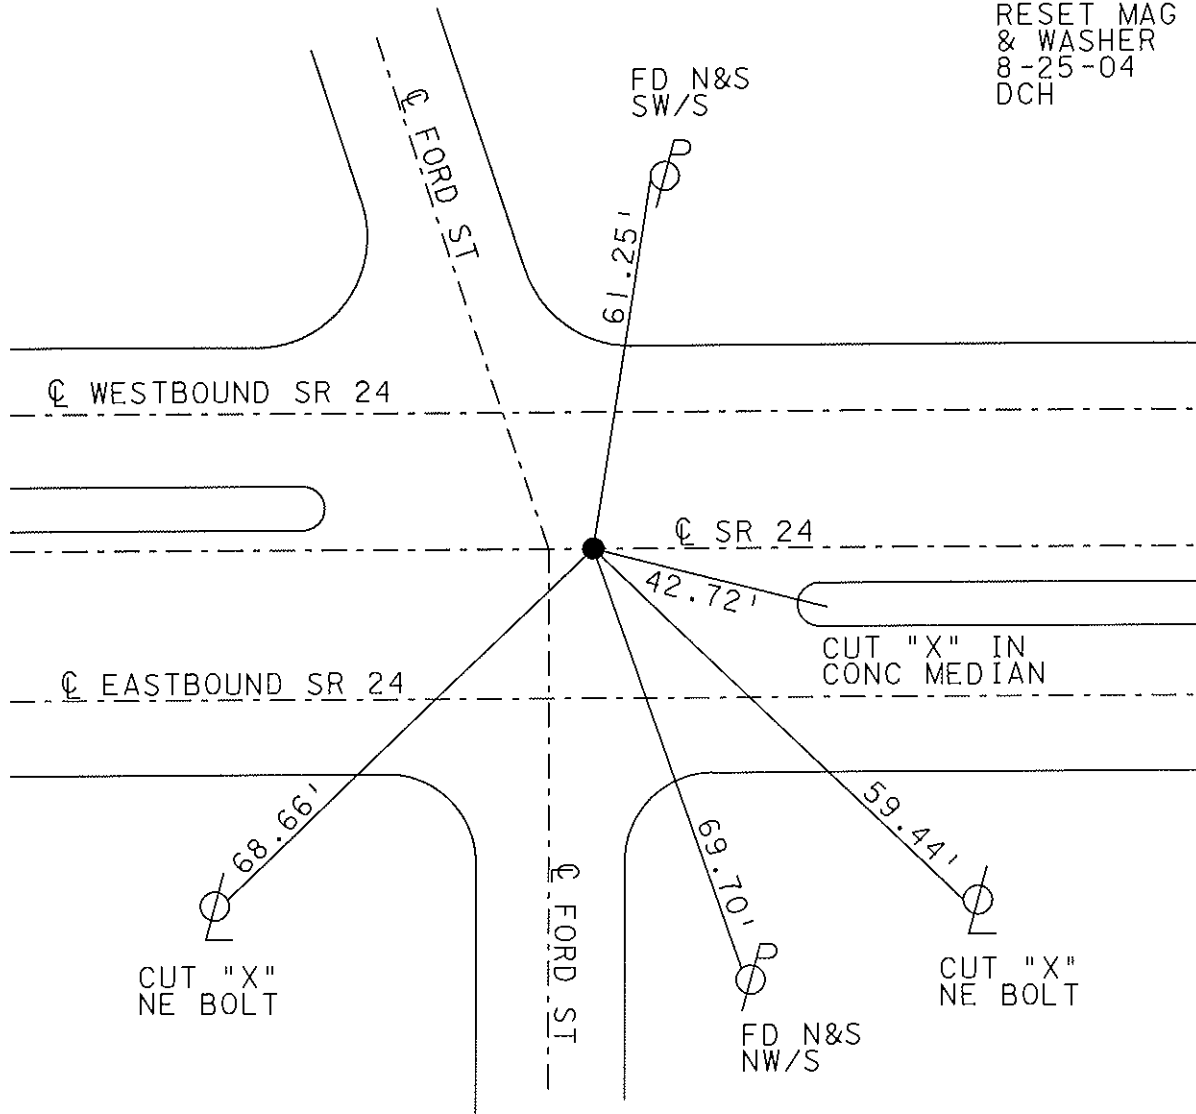 RESET MAG
& WASHER
8-25-04
DCH
FD N&S
SW/S
℄ FORD ST
61.25'
℄ WESTBOUND SR 24
℄ SR 24
42.72'
CUT "X" IN
CONC MEDIAN
℄ EASTBOUND SR 24
68.66'
69.70'
59.44'
℄ FORD ST
CUT "X"
NE BOLT
CUT "X"
NE BOLT
FD N&S
NW/S